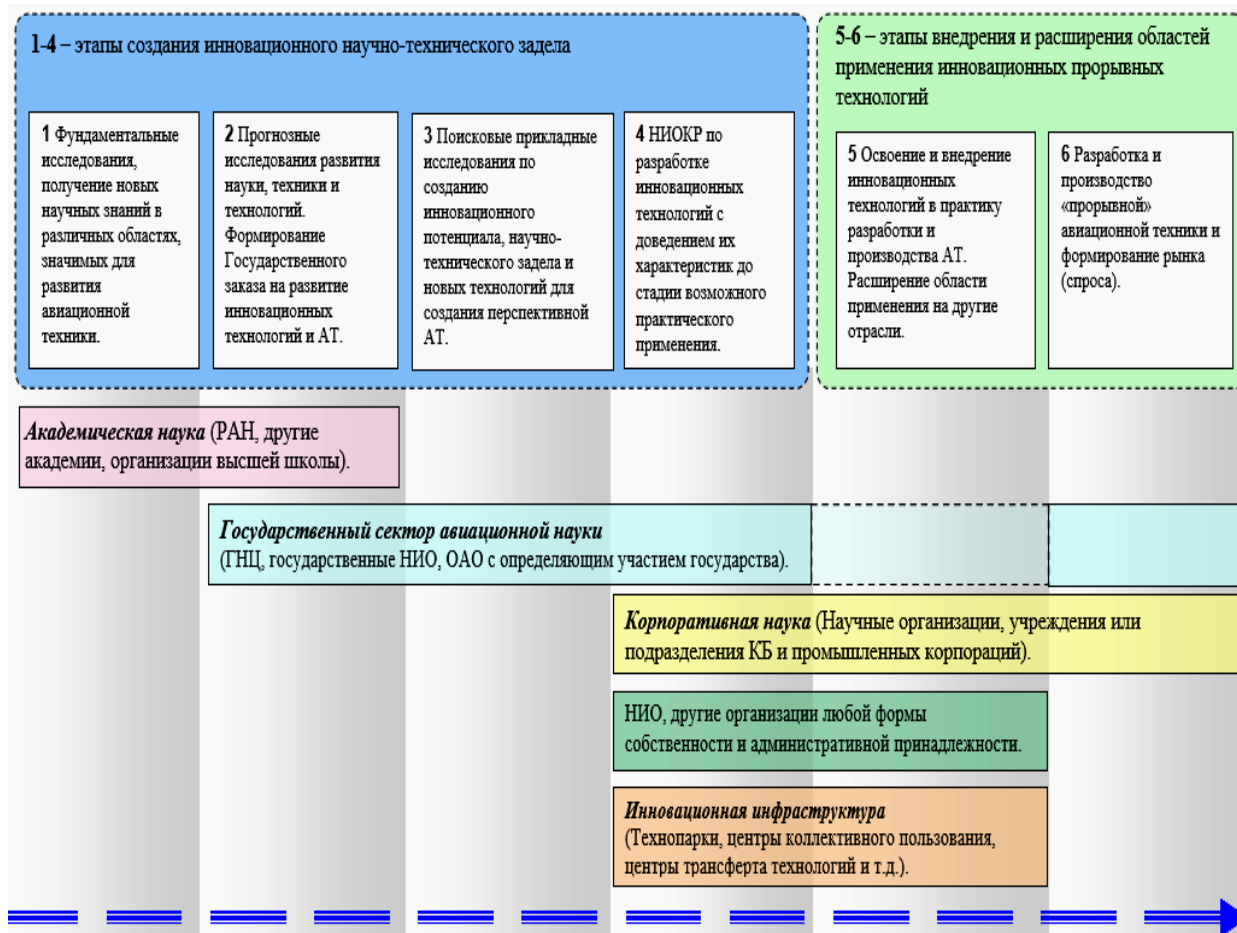 1-4 – этапы создания инновационного научно-технического задела
5-6 – этапы внедрения и расширения областей
применения инновационных прорывных
технологий
1 Фундаментальные
исследования,
получение новых
научных знаний в
различных областях,
значимых для
развития
авиационной
техники.
2 Прогнозные
исследования развития
науки, техники и
технологий.
Формирование
Государственного
заказа на развитие
инновационных
технологий и АТ.
3 Поисковые прикладные
исследования по
созданию
инновационного
потенциала, научно-
технического задела и
новых технологий для
создания перспективной
АТ.
4 НИОКР по
разработке
инновационных
технологий с
доведением их
характеристик до
стадии возможного
практического
применения.
5 Освоение и внедрение
инновационных
технологий в практику
разработки и
производства АТ.
Расширение области
применения на другие
отрасли.
6 Разработка и
производство
«прорывной»
авиационной техники и
формирование рынка
(спроса).
Академическая наука (РАН, другие
академии, организации высшей школы).
Государственный сектор авиационной науки
(ГНЦ, государственные НИО, ОАО с определяющим участием государства).
Корпоративная наука (Научные организации, учреждения или
подразделения КБ и промышленных корпораций).
НИО, другие организации любой формы
собственности и административной принадлежности.
Инновационная инфраструктура
(Технопарки, центры коллективного пользования,
центры трансферта технологий и т.д.).